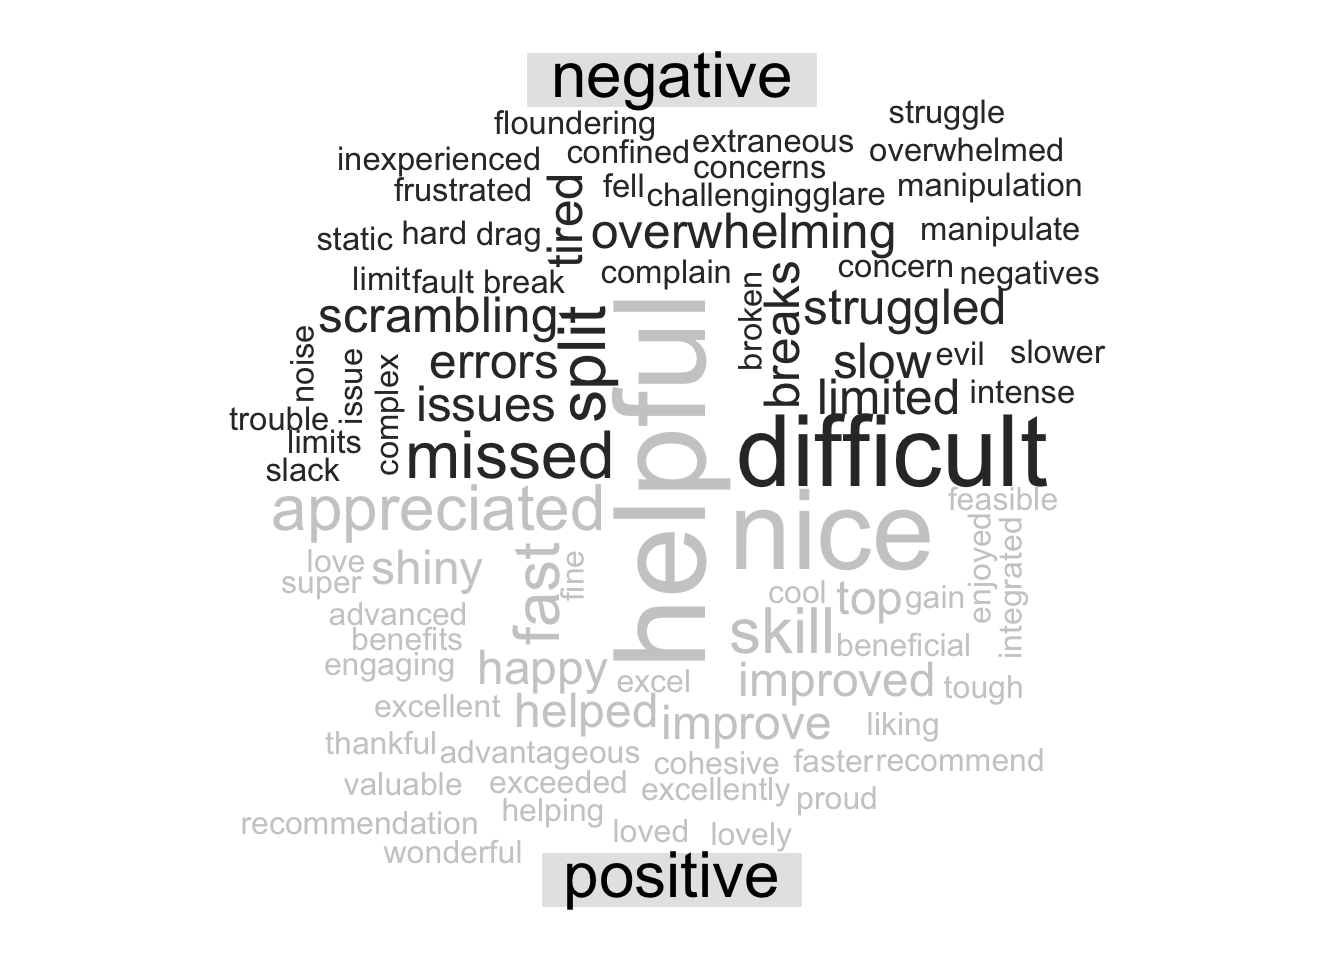 negative
floundering
struggle
inexperienced
confined
extraneous
concerns
overwhelmed
frustrated
tired
fell
challenging
glare
manipulation
static
hard
drag
overwhelming
manipulate
limit
fault
break
complain
concern
negatives
scrambling
split
broken
breaks
struggled
noise
issue
complex
errors
slow
evil
slower
issues
limited
intense
trouble
limits
slack
missed
difficult
helpful
appreciated
nice
feasible
love
super
shiny
fast
fine
cool
top
gain
enjoyed
integrated
advanced
benefits
engaging
skill
beneficial
happy
excel
improved
tough
excellent
helped
improve
liking
thankful
advantageous
cohesive
faster
recommend
valuable
exceeded
excellently
proud
helping
recommendation
loved
lovely
wonderful
positive